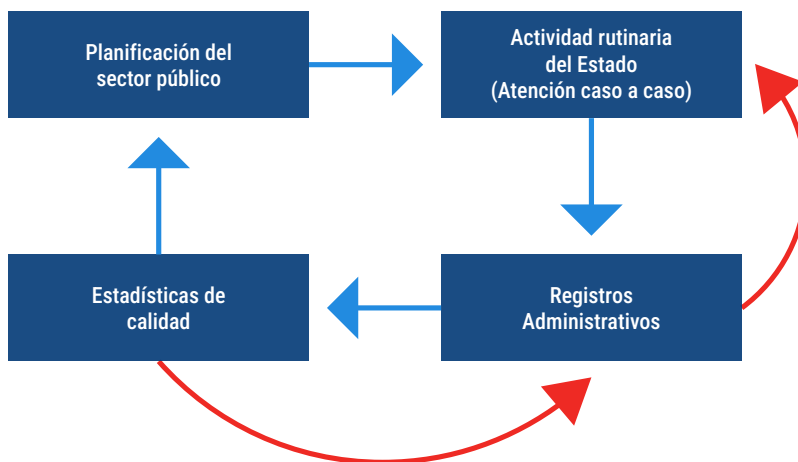 Planificación del
sector público
Actividad rutinaria
del Estado
(Atención caso a caso)
Estadísticas de
calidad
Registros
Administrativos